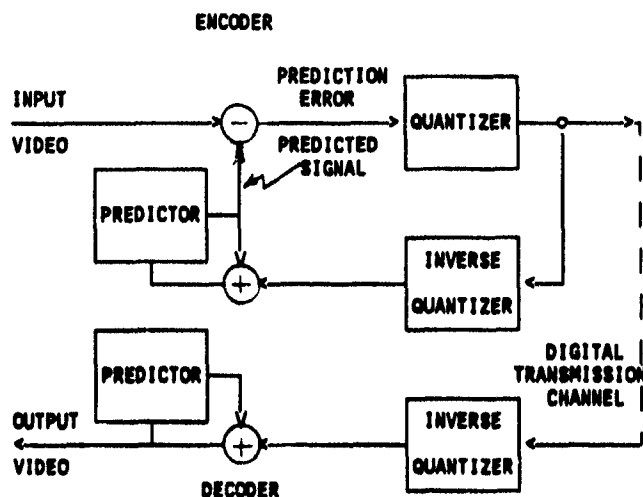 ENCODER
INPUT
VIDEO
PREDICTION
ERROR
−
QUANTIZER
PREDICTED
SIGNAL
PREDICTOR
+
INVERSE
QUANTIZER
DIGITAL
TRANSMISSION
CHANNEL
PREDICTOR
OUTPUT
VIDEO
+
INVERSE
QUANTIZER
DECODER